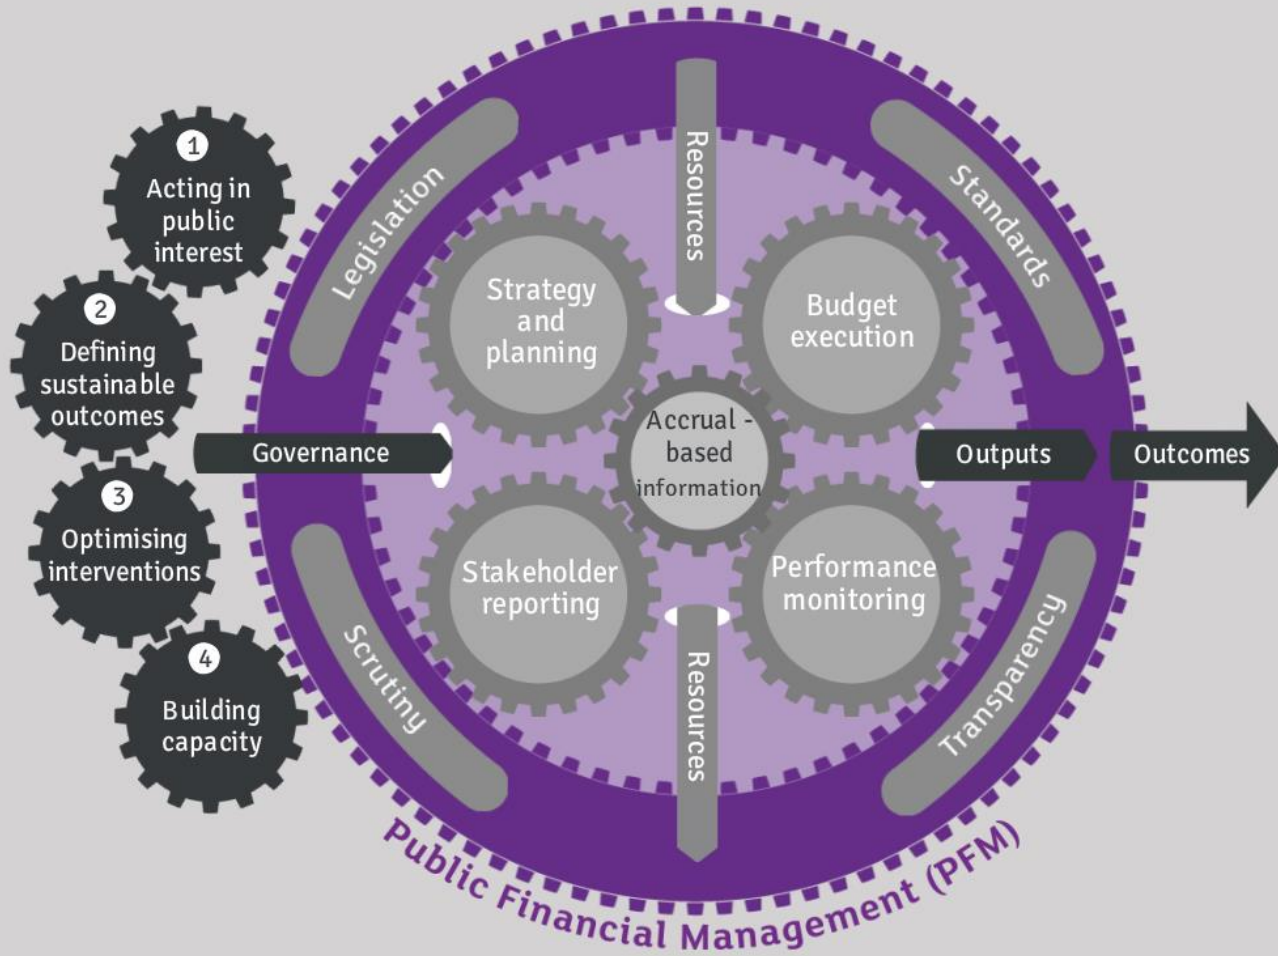 1
Acting in
public
interest
2
Defining
sustainable
outcomes
3
Optimising
interventions
4
Building
capacity
Governance
Legislation
Resources
Standards
Strategy
and
planning
Budget
execution
Accrual -
based
information
Outputs
Outcomes
Stakeholder
reporting
Performance
monitoring
Scrutiny
Resources
Transparency
Public Financial Management (PFM)